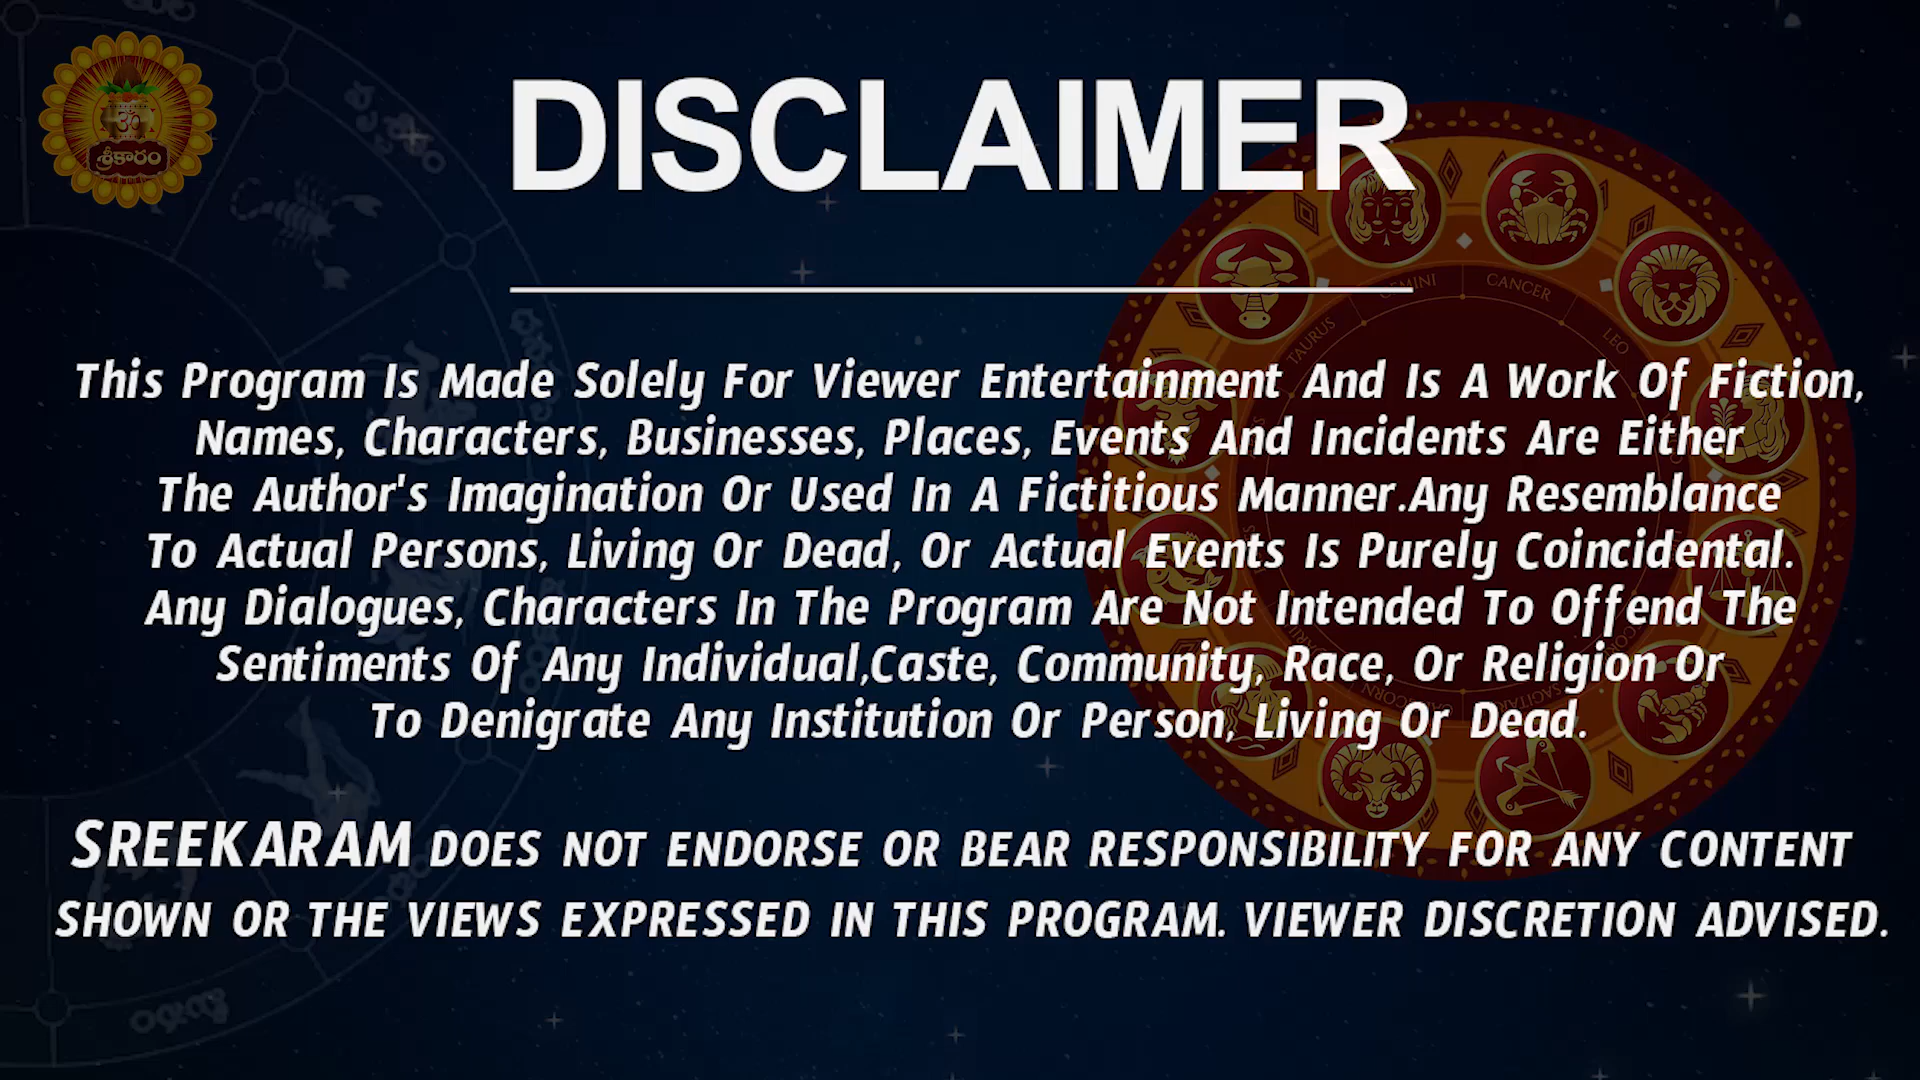 శ్రీకారం
DISCLAIMER
GEMINI
CANCER
TAURUS
LEO
This Program Is Made Solely For Viewer Entertainment And Is A Work Of Fiction,
Names, Characters, Businesses, Places, Events And Incidents Are Either
The Author's Imagination Or Used In A Fictitious Manner.Any Resemblance
To Actual Persons, Living Or Dead, Or Actual Events Is Purely Coincidental.
Any Dialogues, Characters In The Program Are Not Intended To Offend The
Sentiments Of Any Individual,Caste, Community, Race, Or Religion Or
To Denigrate Any Institution Or Person, Living Or Dead.
SREEKARAM DOES NOT ENDORSE OR BEAR RESPONSIBILITY FOR ANY CONTENT
SHOWN OR THE VIEWS EXPRESSED IN THIS PROGRAM. VIEWER DISCRETION ADVISED.